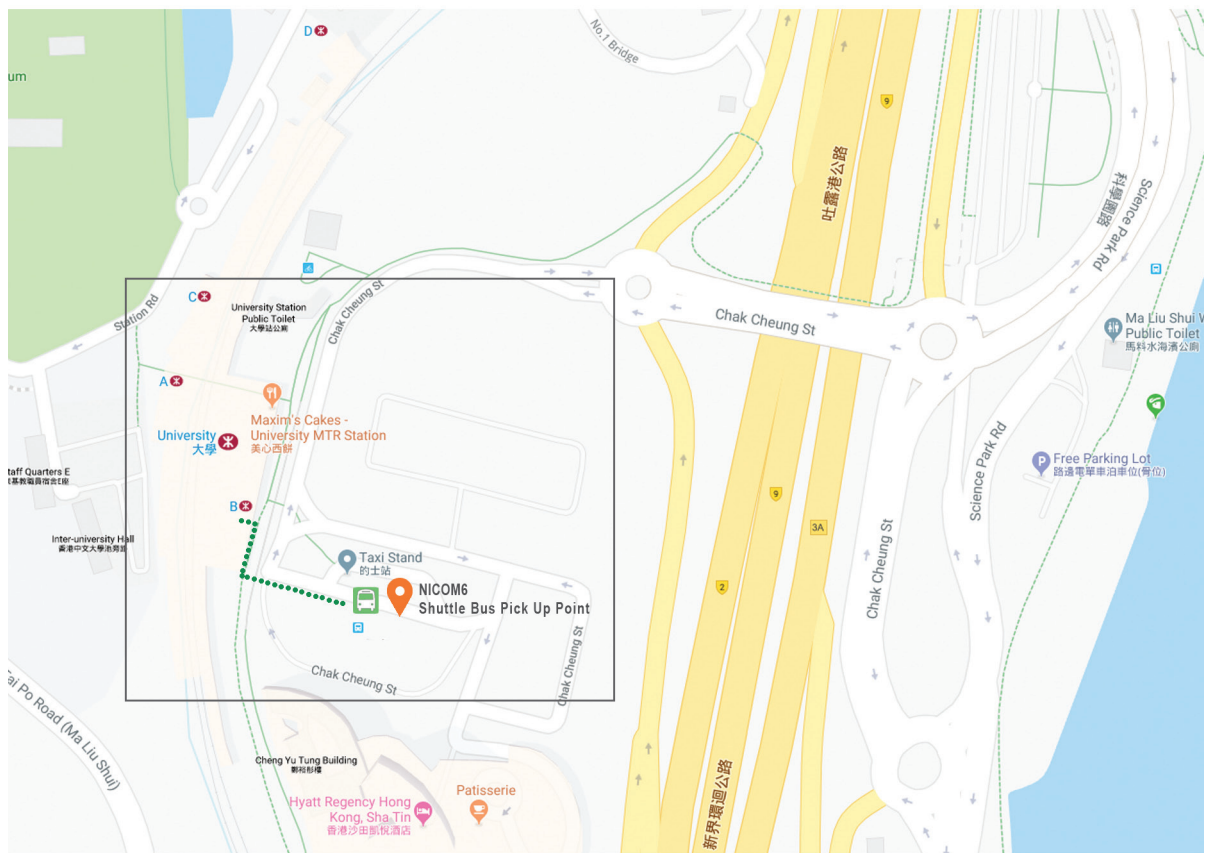 D
No.1 Bridge
um
9
吐露港公路
Science Park Rd
科學園路
C
University Station
Public Toilet
大學站公廁
Station Rd
Chak Cheung St
Chak Cheung St
Ma Liu Shui W
Public Toilet
馬料水海濱公廁
A
Maxim's Cakes -
University MTR Station
美心西餅
University
大學
taff Quarters E
Free Parking Lot
路邊電單車泊車位(骨位)
P
Science Park Rd
9
B
3A
Inter-university Hall
Taxi Stand
的士站
NICOM6
Shuttle Bus Pick Up Point
2
Chak Cheung St
Chak Cheung St
Chak Cheung St
Tai Po Road (Ma Liu Shui)
Cheng Yu Tung Building
鄭裕彤樓
Patisserie
Hyatt Regency Hong
Kong, Sha Tin
香港沙田凱悅酒店
新界環迴公路